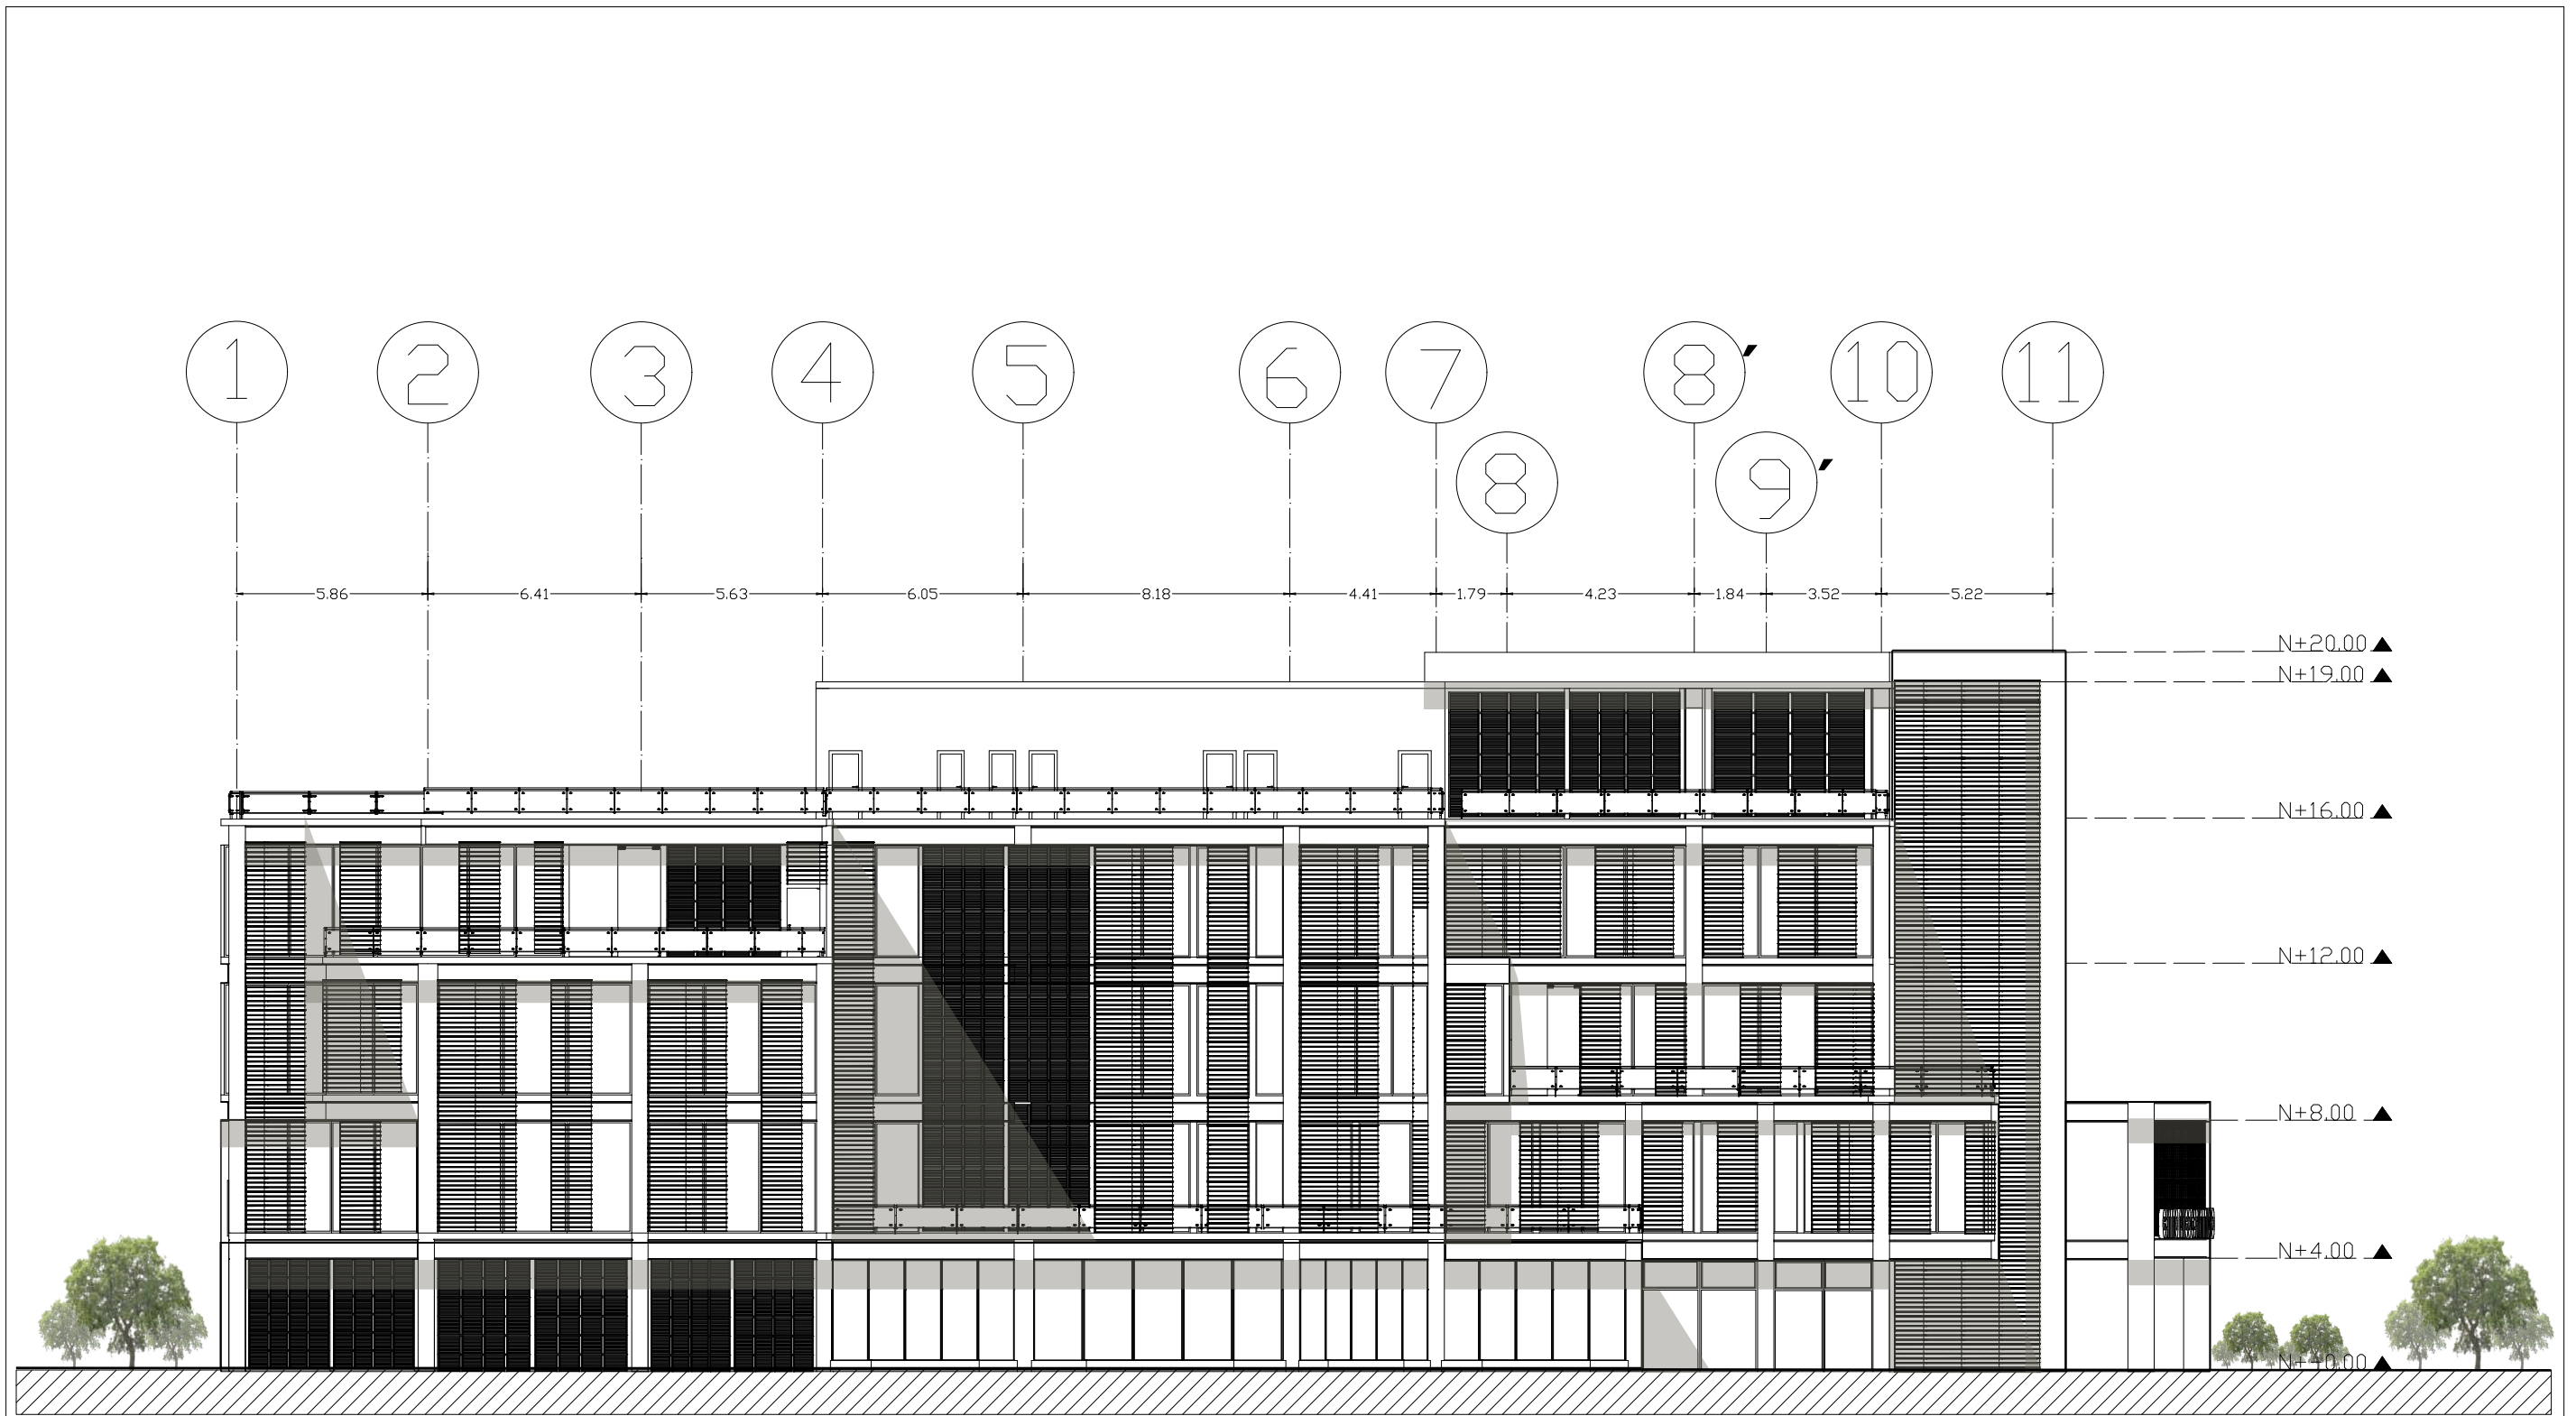 1 2 3 4 5 6 7 8′ 10 11
8 9′
5.86 6.41 5.63 6.05 8.18 4.41 1.79 4.23 1.84 3.52 5.22
N+20.00
N+19.00
N+16.00
N+12.00
N+8.00
N+4.00